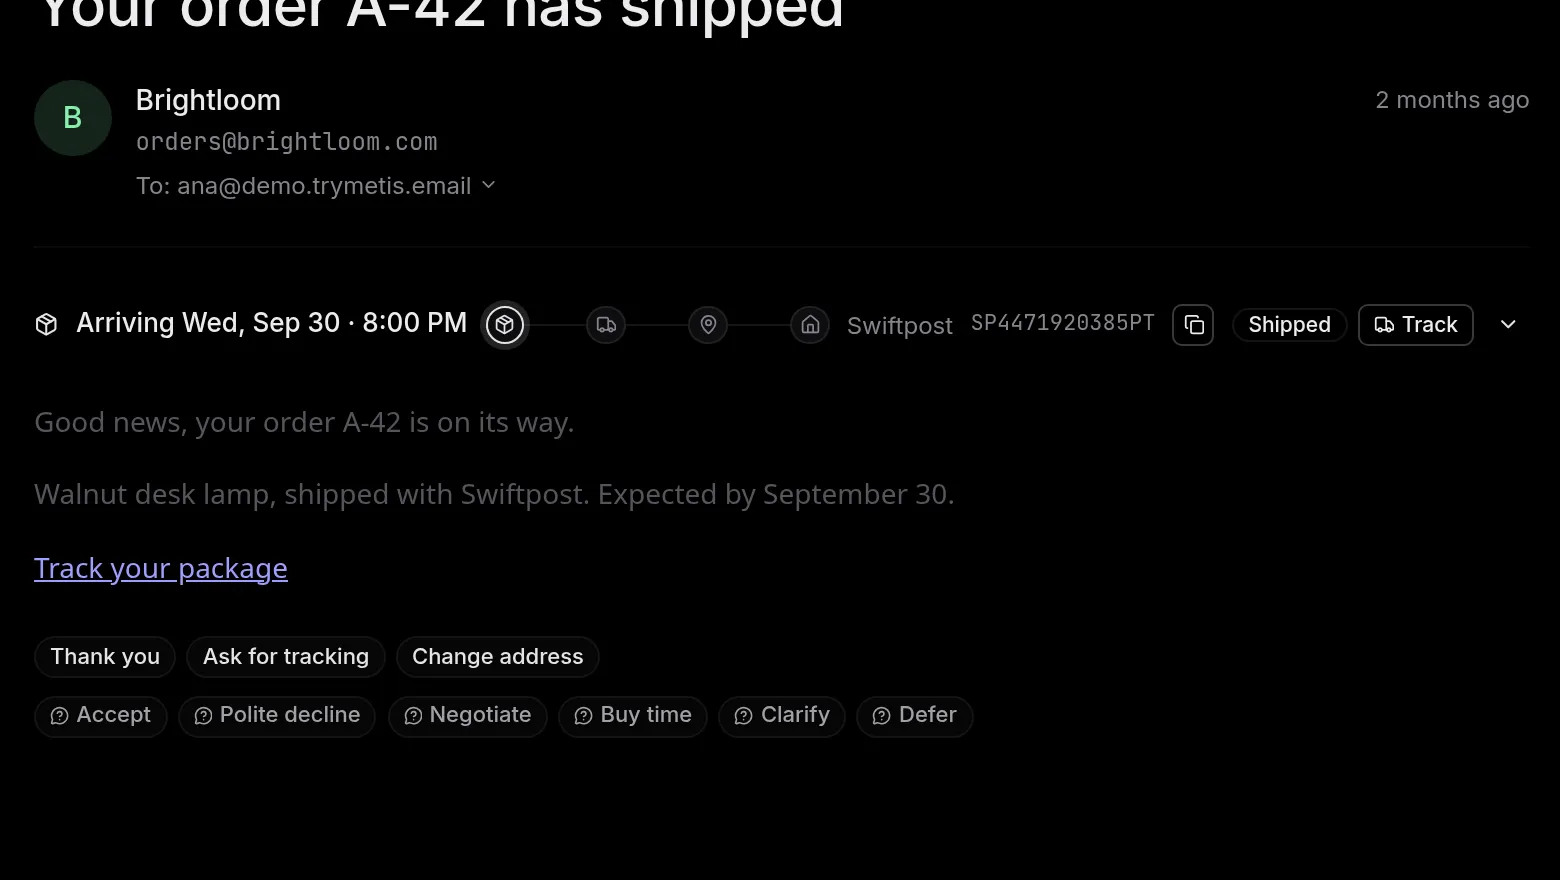 Your order A-42 has shipped
B
Brightloom
2 months ago
orders@brightloom.com
To: ana@demo.trymetis.email
Arriving Wed, Sep 30 · 8:00 PM Swiftpost SP4471920385PT Shipped Track
Good news, your order A-42 is on its way.
Walnut desk lamp, shipped with Swiftpost. Expected by September 30.
Track your package
Thank you Ask for tracking Change address
Accept Polite decline Negotiate Buy time Clarify Defer